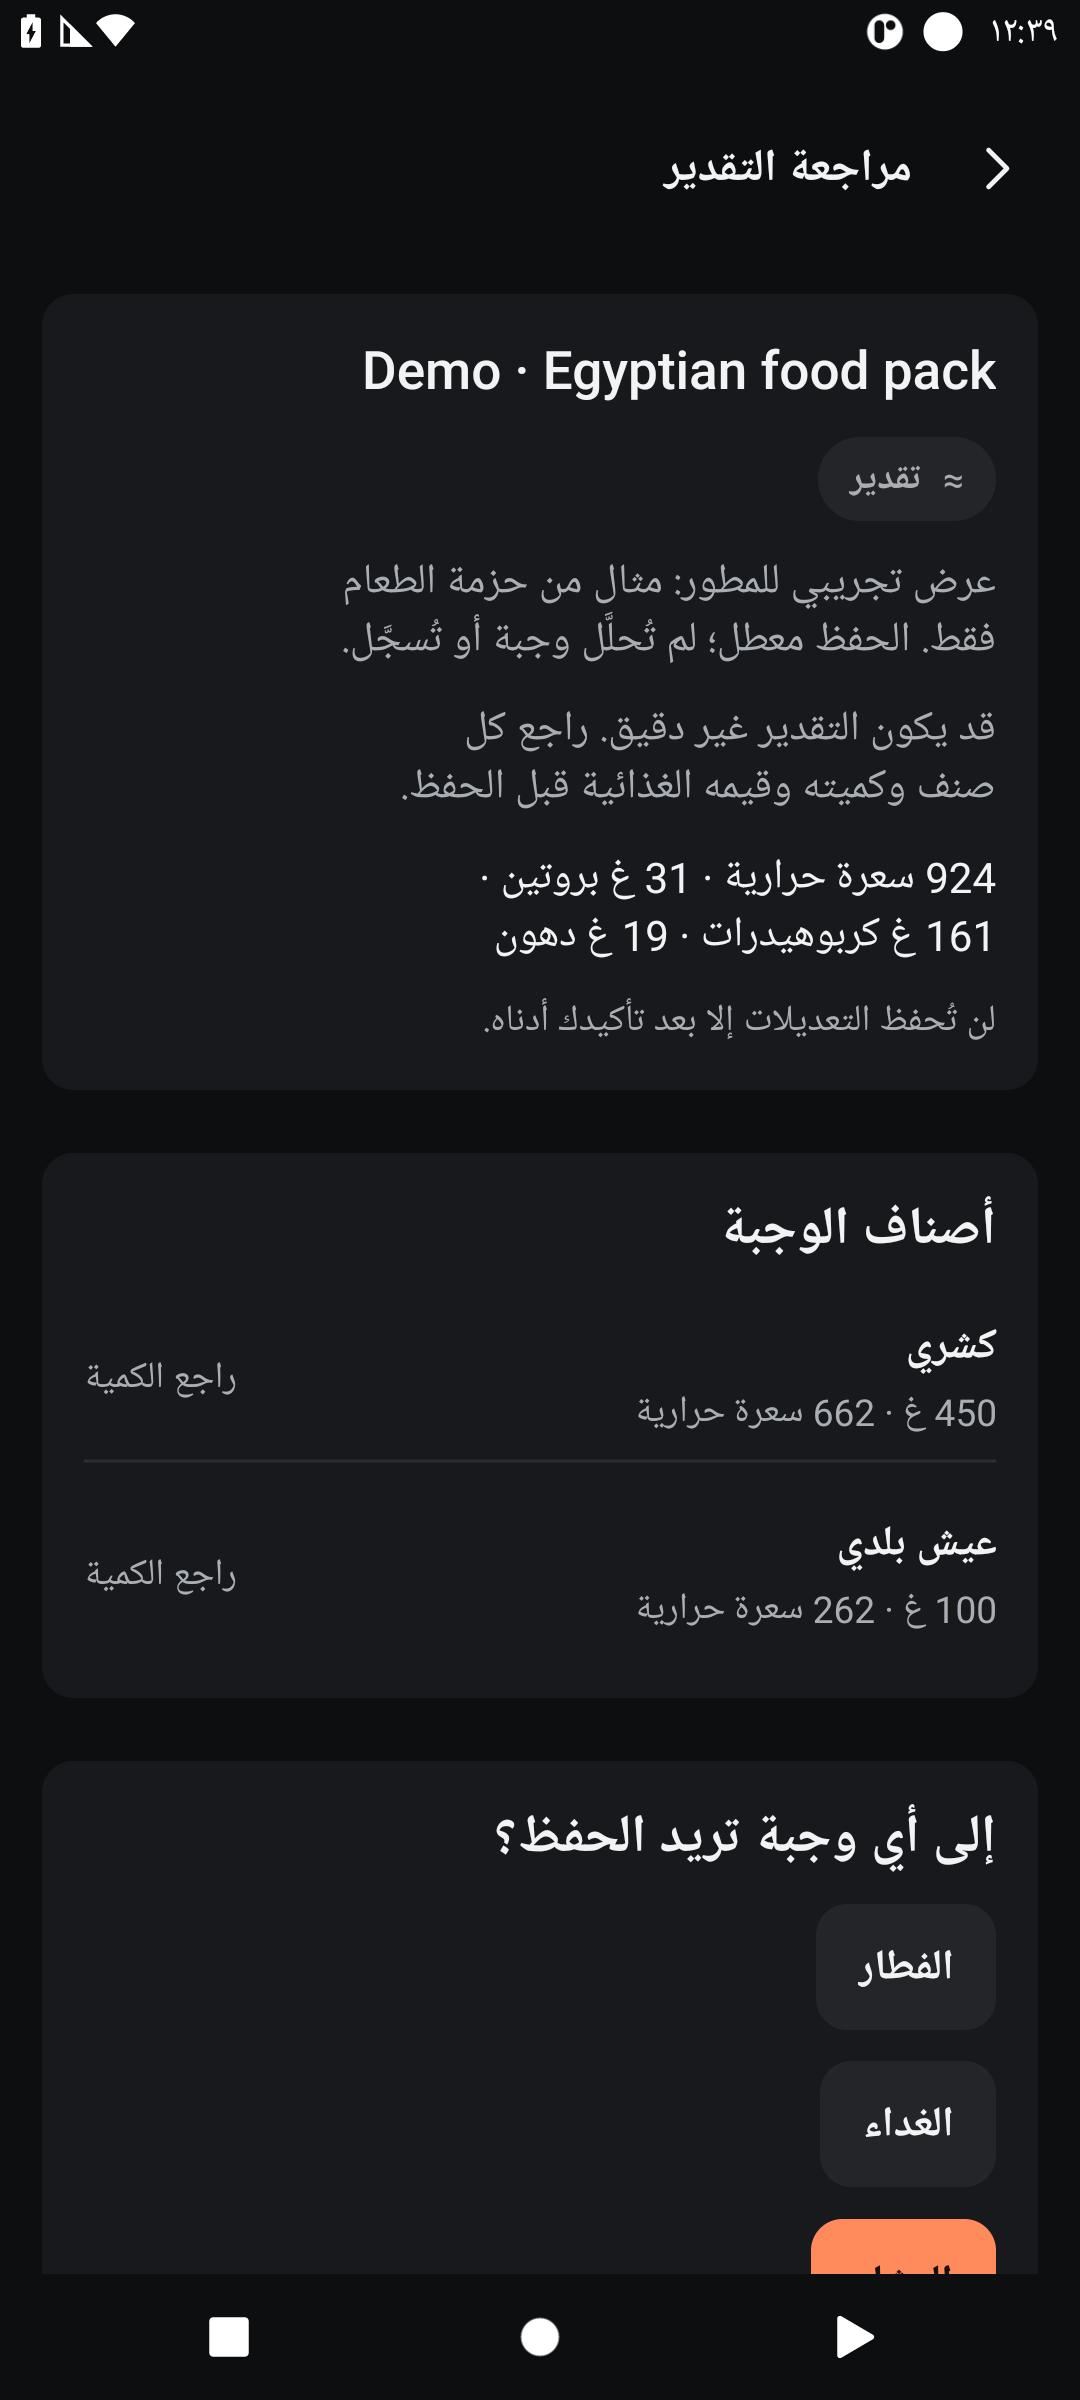 ١٢:٣٩
مراجعة التقدير
Demo · Egyptian food pack
≈ تقدير
عرض تجريبي للمطور: مثال من حزمة الطعام
فقط. الحفظ معطل؛ لم تُحلَّل وجبة أو تُسجَّل.
قد يكون التقدير غير دقيق. راجع كل
صنف وكميته وقيمه الغذائية قبل الحفظ.
924 سعرة حرارية · 31 غ بروتين ·
161 غ كربوهيدرات · 19 غ دهون
لن تُحفظ التعديلات إلا بعد تأكيدك أدناه.
أصناف الوجبة
كشري
450 غ · 662 سعرة حرارية
راجع الكمية
عيش بلدي
100 غ · 262 سعرة حرارية
راجع الكمية
إلى أي وجبة تريد الحفظ؟
الفطار
الغداء